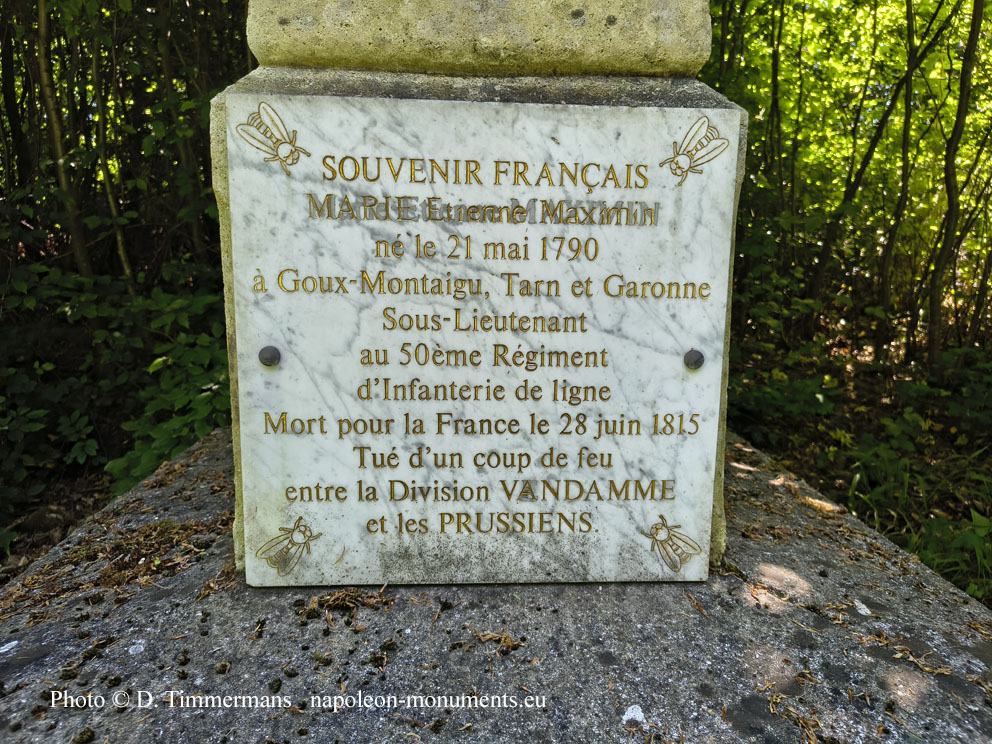 SOUVENIR FRANÇAIS
MARIE Etienne Maximin
né le 21 mai 1790
à Goux-Montaigu, Tarn et Garonne
Sous-Lieutenant
au 50ème Régiment
d'Infanterie de ligne
Mort pour la France le 28 juin 1815
Tué d'un coup de feu
entre la Division VANDAMME
et les PRUSSIENS.
Photo © D. Timmermans napoleon-monuments.eu